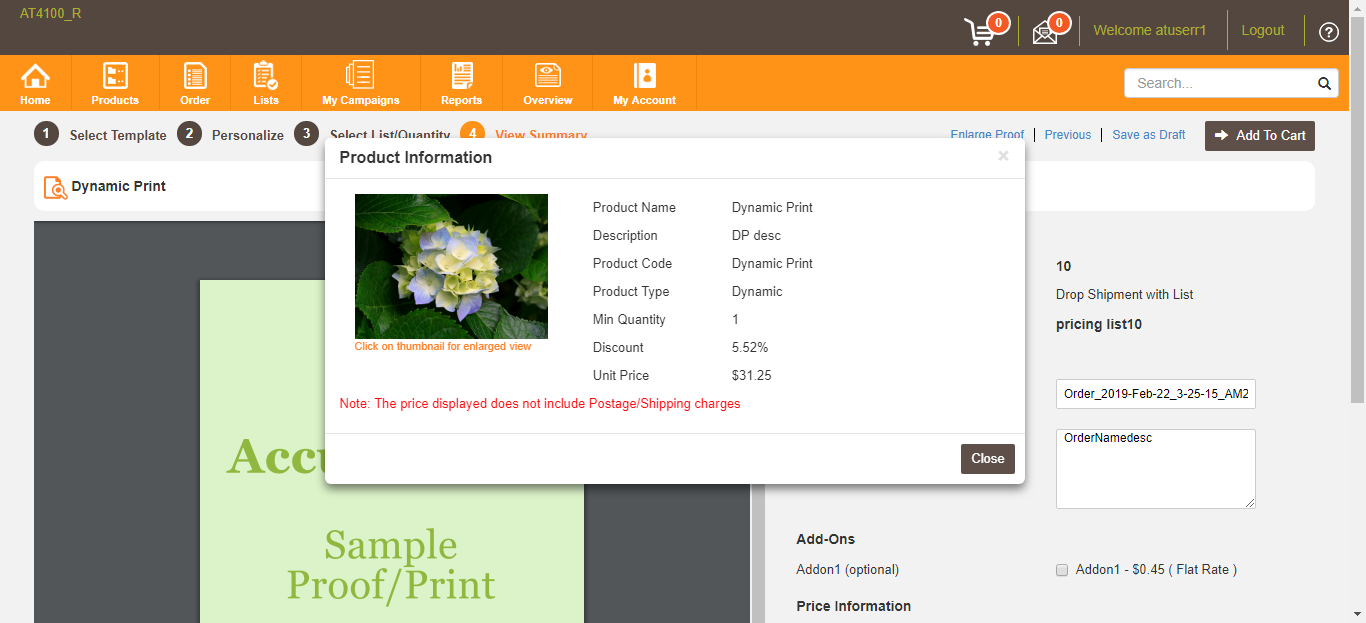 AT4100_R
0
0
Welcome atuserr1
Logout
?
Home
Products
Order
Lists
My Campaigns
Reports
Overview
My Account
Search...
1 Select Template 2 Personalize 3 Select List/Quantity 4 View Summary
Enlarge Proof Previous Save as Draft Add To Cart
Dynamic Print
Product Information ×
Click on thumbnail for enlarged view
Product Name Dynamic Print
Description DP desc
Product Code Dynamic Print
Product Type Dynamic
Min Quantity 1
Discount 5.52%
Unit Price $31.25
Note: The price displayed does not include Postage/Shipping charges
Close
Accu
Sample
Proof/Print
10
Drop Shipment with List
pricing list10
Order_2019-Feb-22_3-25-15_AM2
OrderNamedesc
Add-Ons
Addon1 (optional) Addon1 - $0.45 ( Flat Rate )
Price Information